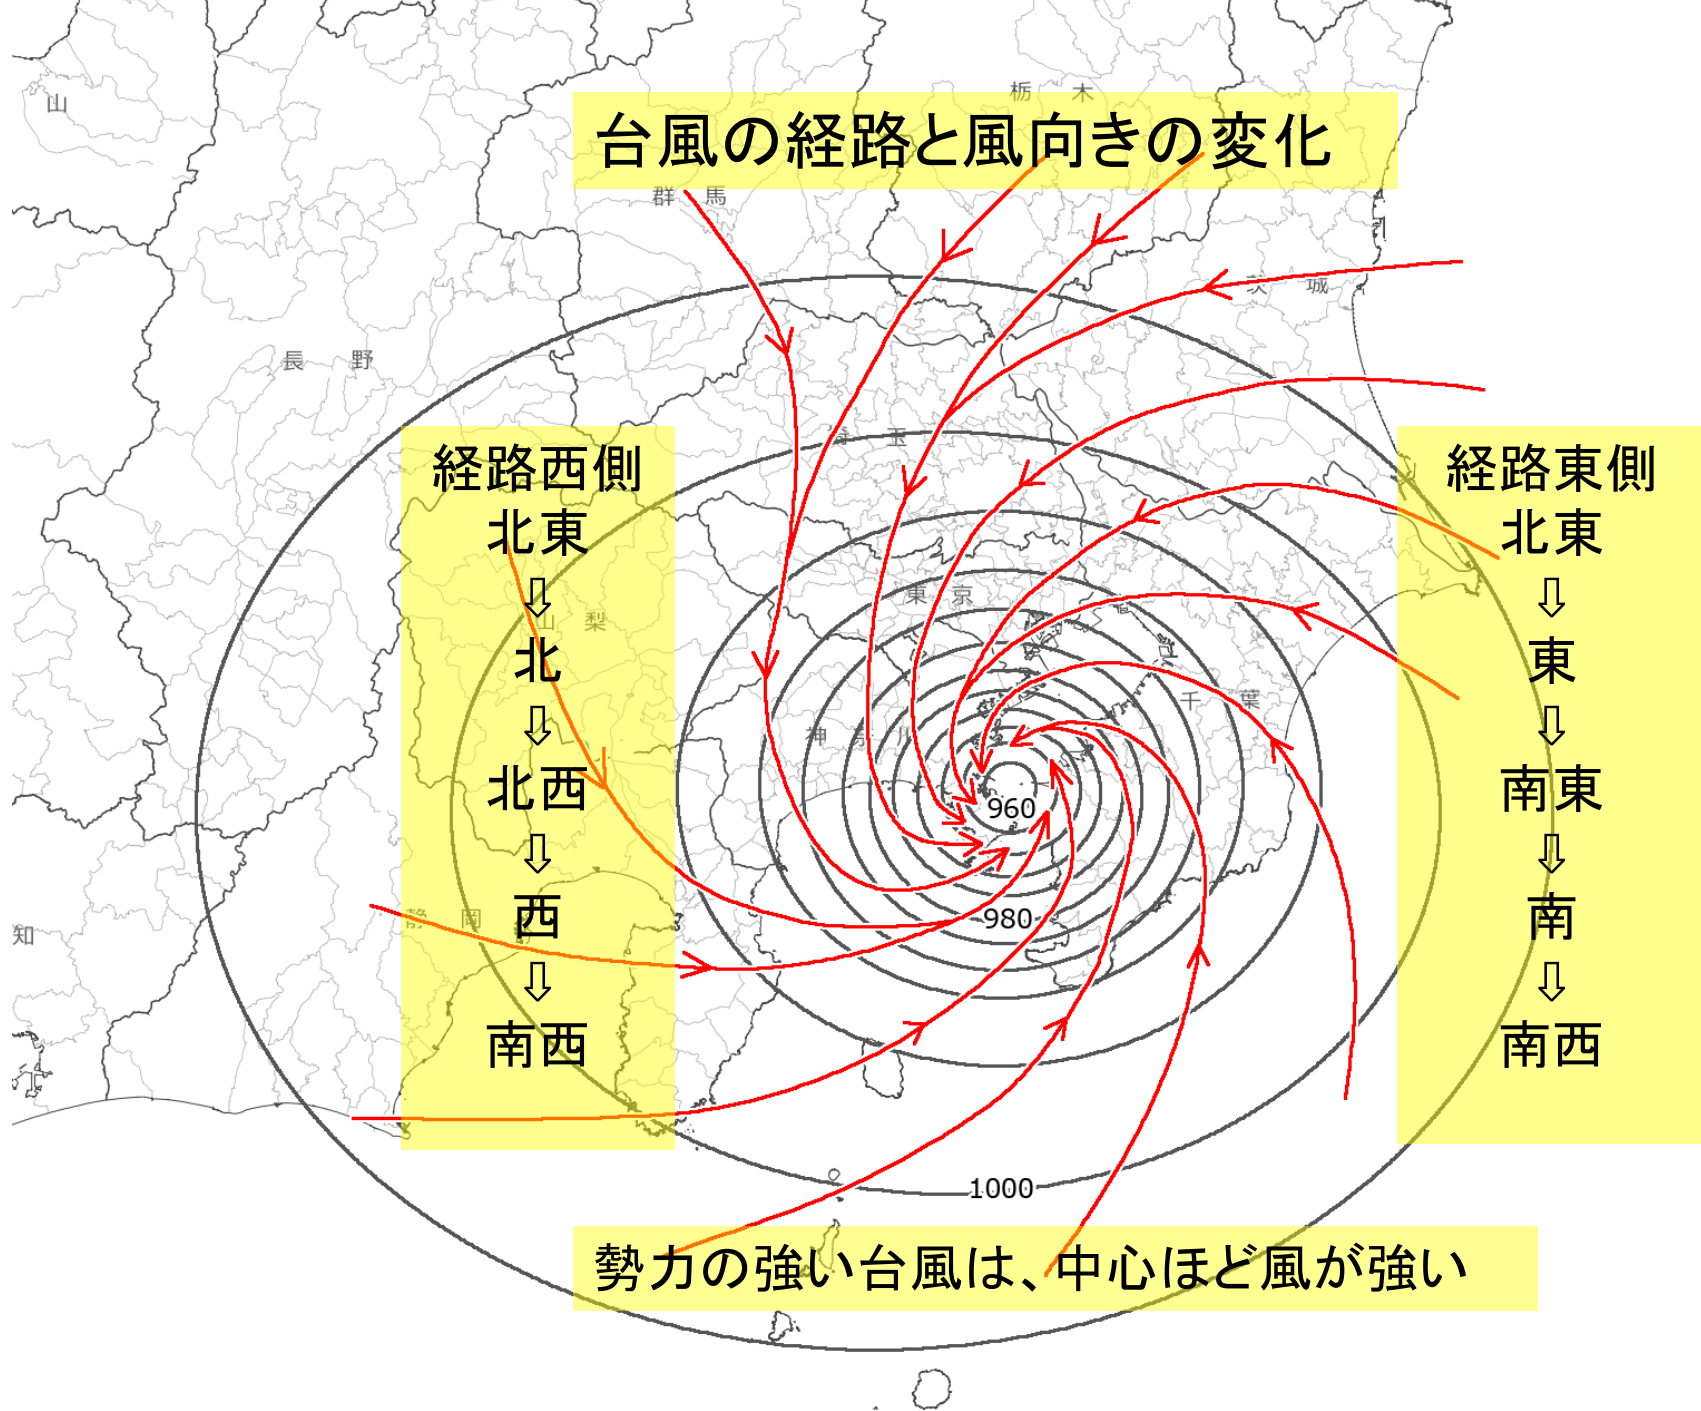 栃 木
台風の経路と風向きの変化
山
群 馬
茨 城
長 野
玉
経路西側
北東
⇩
北
⇩
北西
⇩
西
⇩
南西
経路東側
北東
⇩
東
⇩
南東
⇩
南
⇩
南西
東 京
山 梨
千 葉
神 奈 川
960
静 岡
980
知
1000
勢力の強い台風は、中心ほど風が強い